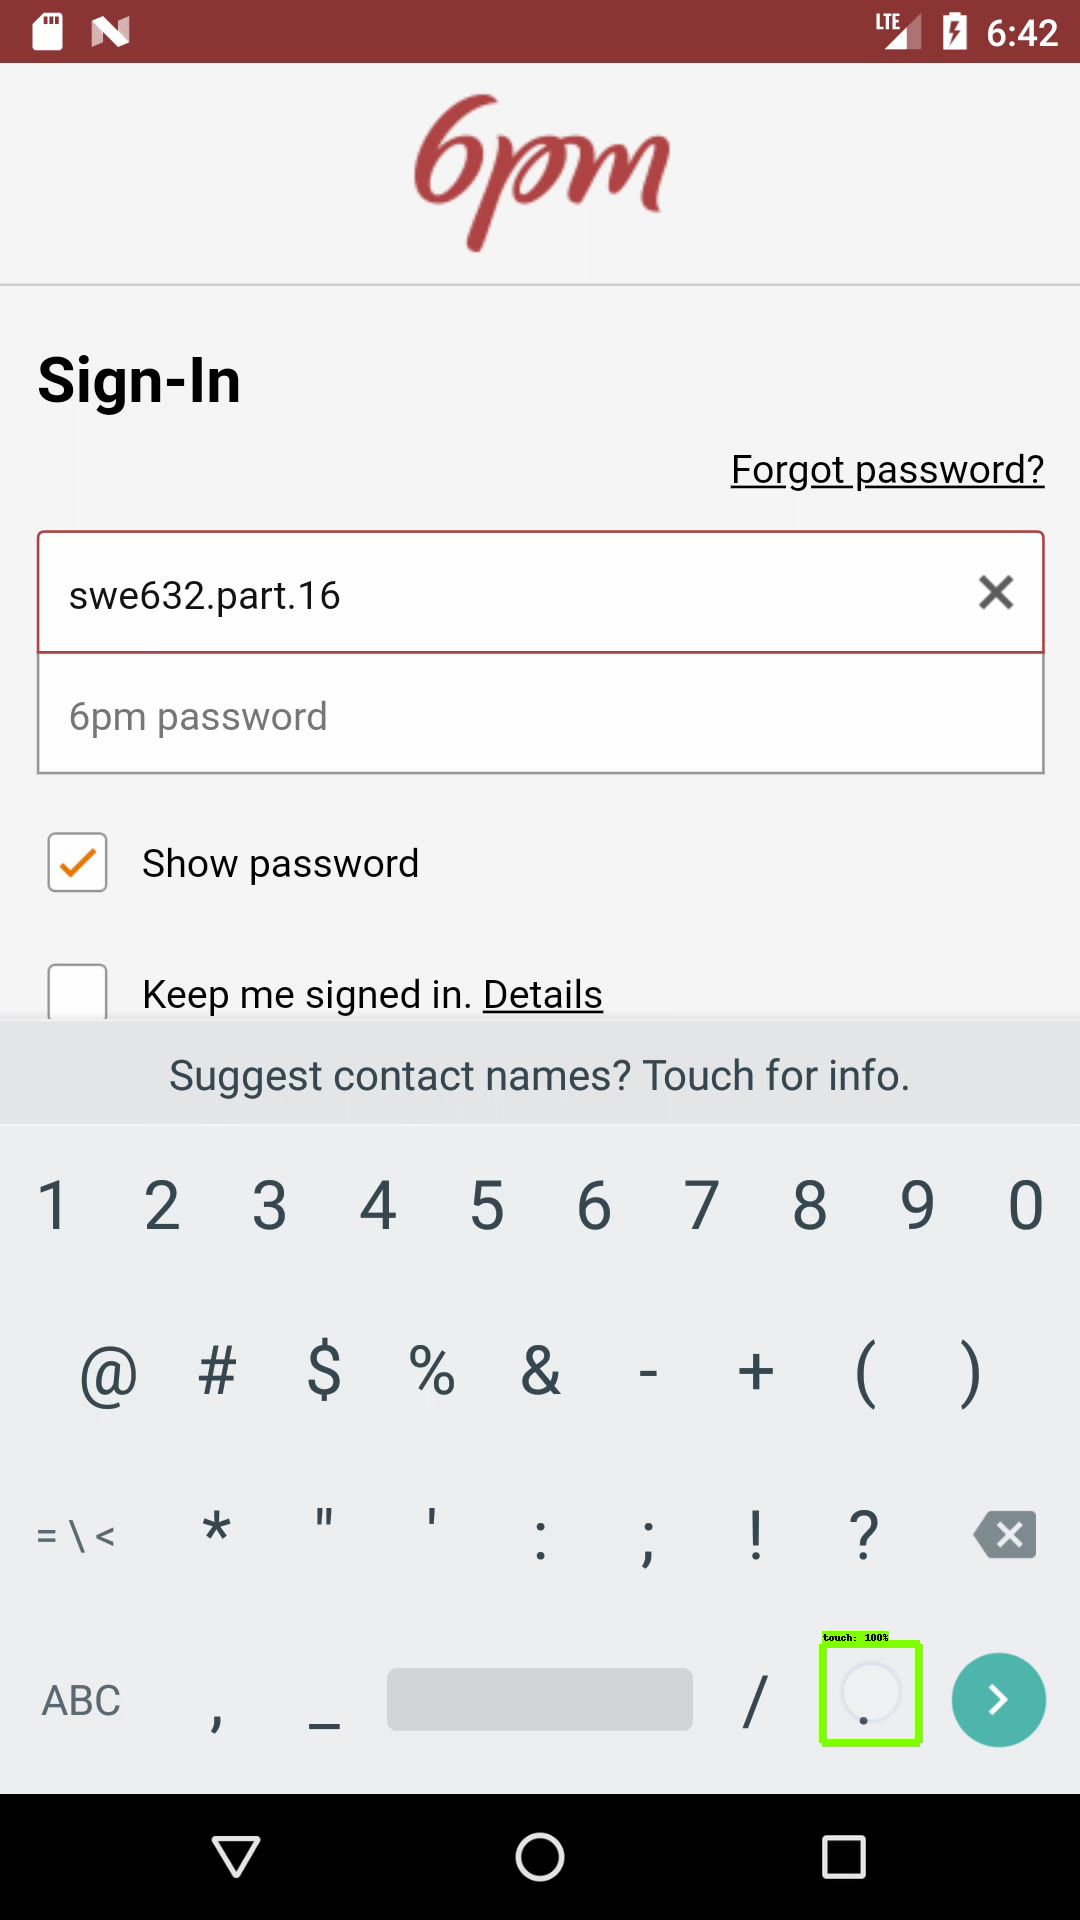 LTE 6:42
6pm
Sign-In
Forgot password?
swe632.part.16
6pm password
Show password
Keep me signed in. Details
Suggest contact names? Touch for info.
1 2 3 4 5 6 7 8 9 0
@ # $ % & - + ( )
= \ < * " ' : ; ! ?
touch: 100%
ABC , _ / .